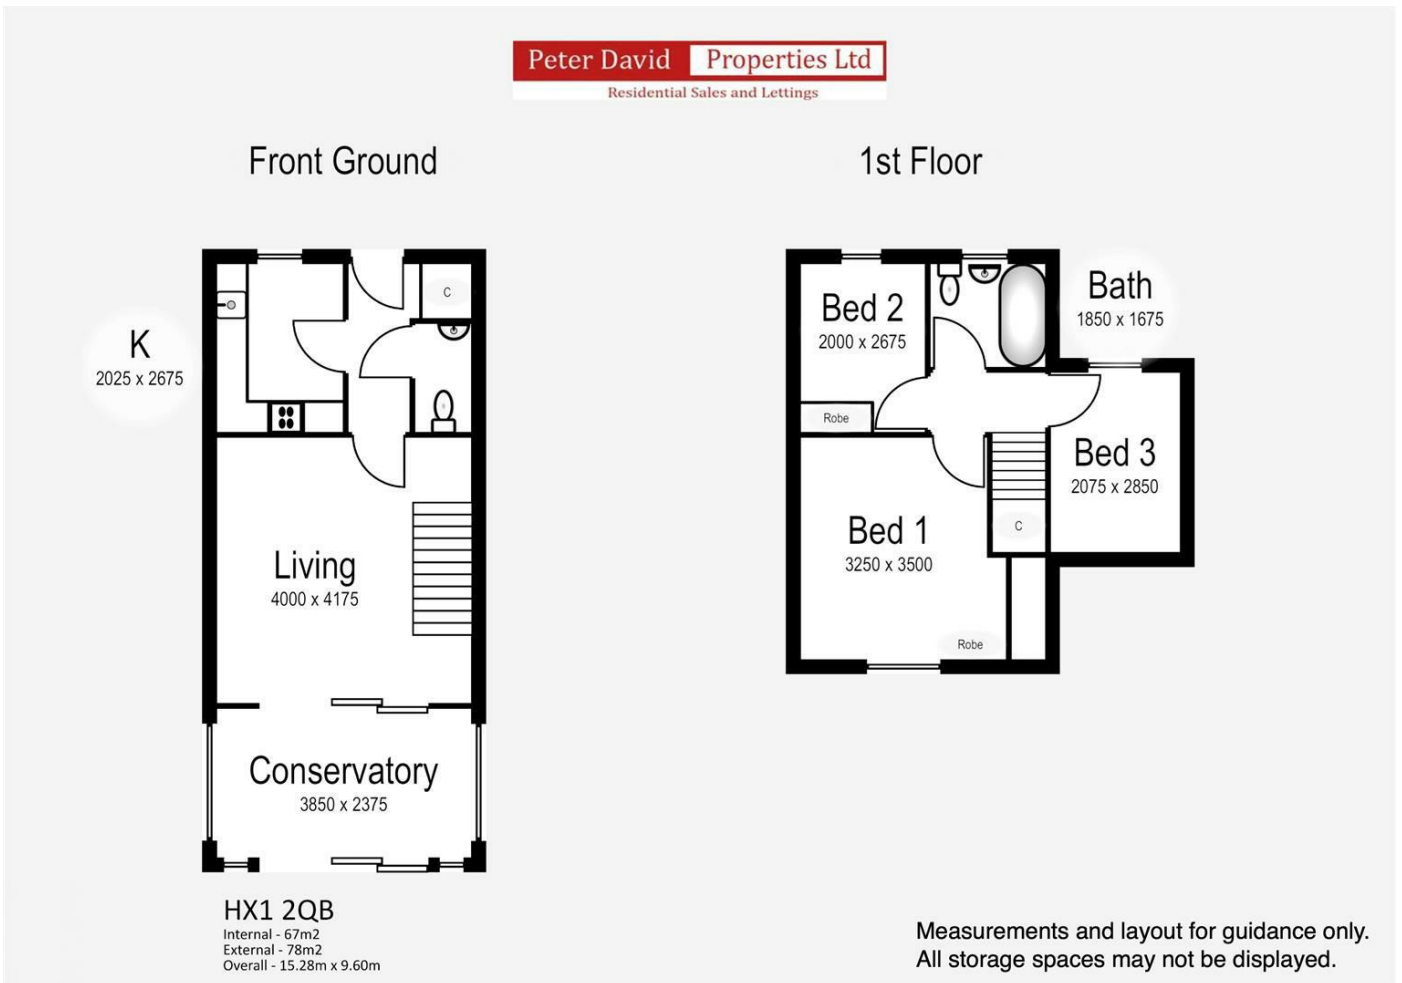 Peter David Properties Ltd
Residential Sales and Lettings
Front Ground
1st Floor
K
2025 x 2675
C
Living
4000 x 4175
Conservatory
3850 x 2375
Bed 2
2000 x 2675
Robe
Bath
1850 x 1675
Bed 3
2075 x 2850
C
Bed 1
3250 x 3500
Robe
HX1 2QB
Internal - 67m2
External - 78m2
Overall - 15.28m x 9.60m
Measurements and layout for guidance only.
All storage spaces may not be displayed.